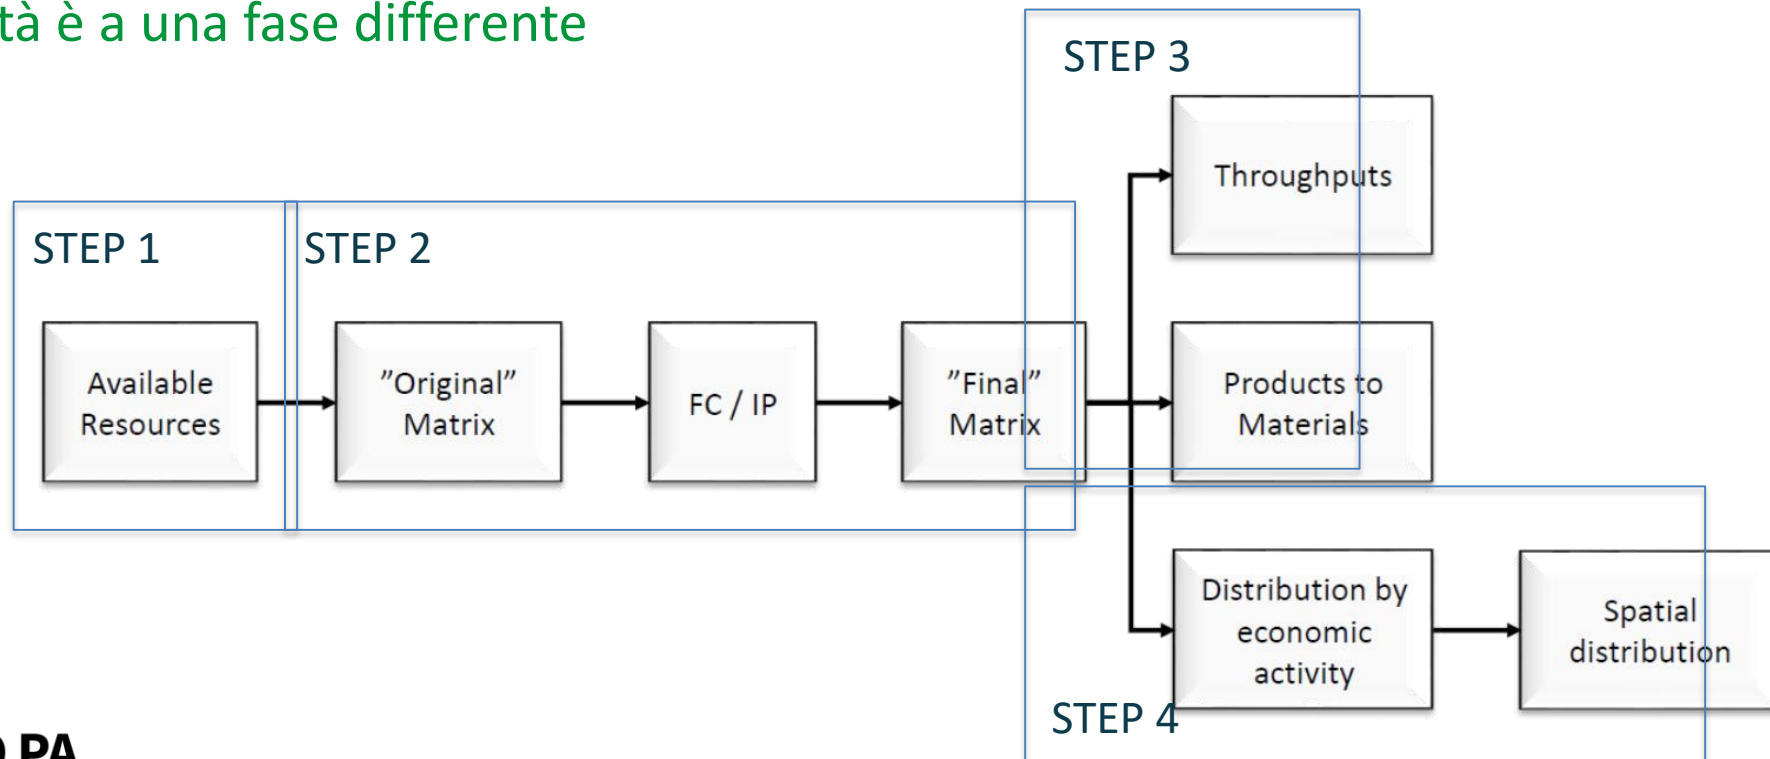 tà è a una fase differente
STEP 3
Throughputs
STEP 1
STEP 2
Available
Resources
”Original”
Matrix
FC / IP
”Final”
Matrix
Products to
Materials
Distribution by
economic
activity
Spatial
distribution
STEP 4
PA